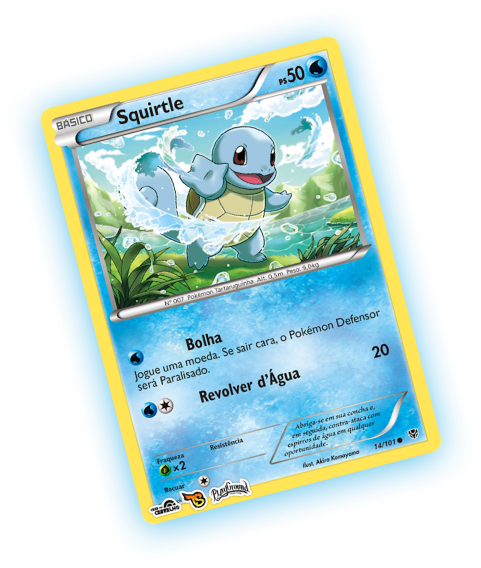 BÁSICO
Squirtle
PS50
Nº 007 Pokémon Tartaruguinha Alt: 0,5m Peso: 9,0kg
Bolha
Jogue uma moeda. Se sair cara, o Pokémon Defensor
será Paralisado.
Revolver d'Água 20
Fraqueza
×2
Resistência
Recuar
Abriga-se em sua concha e,
em seguida, contra-ataca com
espirros de água em qualquer
oportunidade.
Ilust. Akira Komayama
14/101
PlayGround